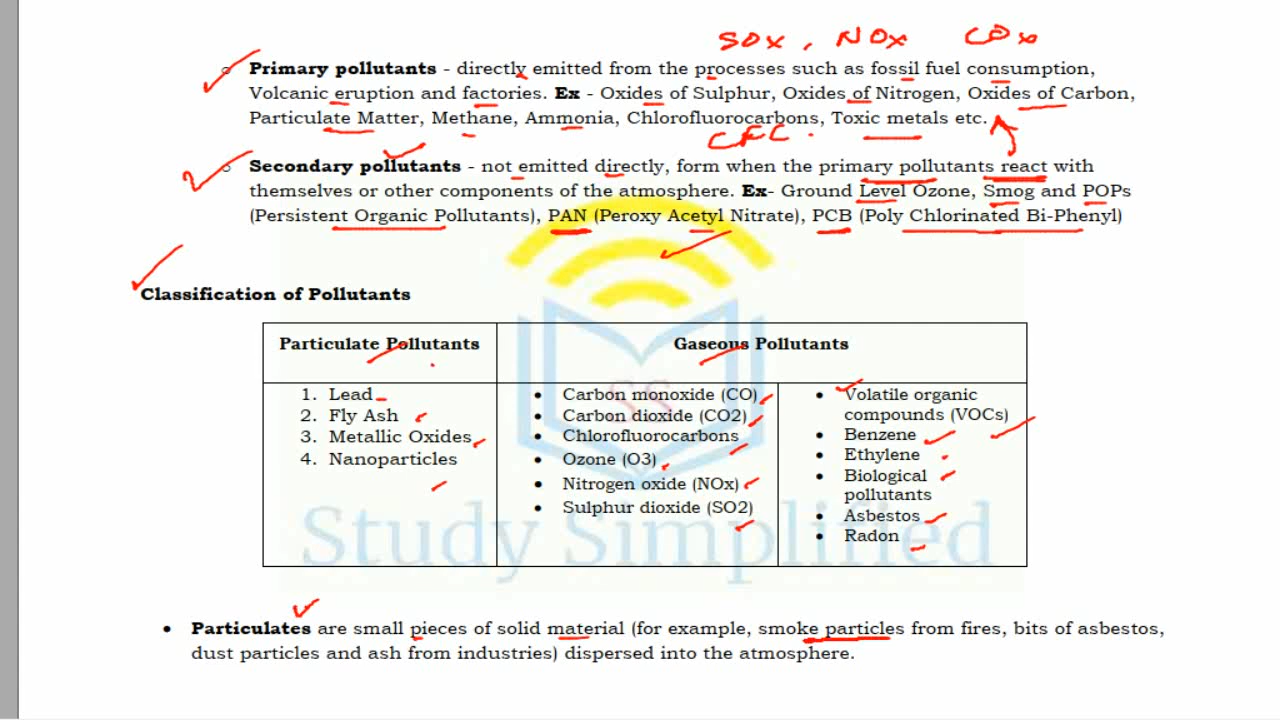 SOx, NOx COx
Primary pollutants - directly emitted from the processes such as fossil fuel consumption,
Volcanic eruption and factories. Ex - Oxides of Sulphur, Oxides of Nitrogen, Oxides of Carbon,
Particulate Matter, Methane, Ammonia, Chlorofluorocarbons, Toxic metals etc.
CFC
Secondary pollutants - not emitted directly, form when the primary pollutants react with
themselves or other components of the atmosphere. Ex- Ground Level Ozone, Smog and POPs
(Persistent Organic Pollutants), PAN (Peroxy Acetyl Nitrate), PCB (Poly Chlorinated Bi-Phenyl)
Classification of Pollutants
Particulate Pollutants
Gaseous Pollutants
1. Lead
2. Fly Ash
3. Metallic Oxides
4. Nanoparticles
• Carbon monoxide (CO)
• Carbon dioxide (CO2)
• Chlorofluorocarbons
• Ozone (O3)
• Nitrogen oxide (NOx)
• Sulphur dioxide (SO2)
• Volatile organic
compounds (VOCs)
• Benzene
• Ethylene
• Biological
pollutants
• Asbestos
• Radon
SS
Study Simplified
• Particulates are small pieces of solid material (for example, smoke particles from fires, bits of asbestos,
dust particles and ash from industries) dispersed into the atmosphere.